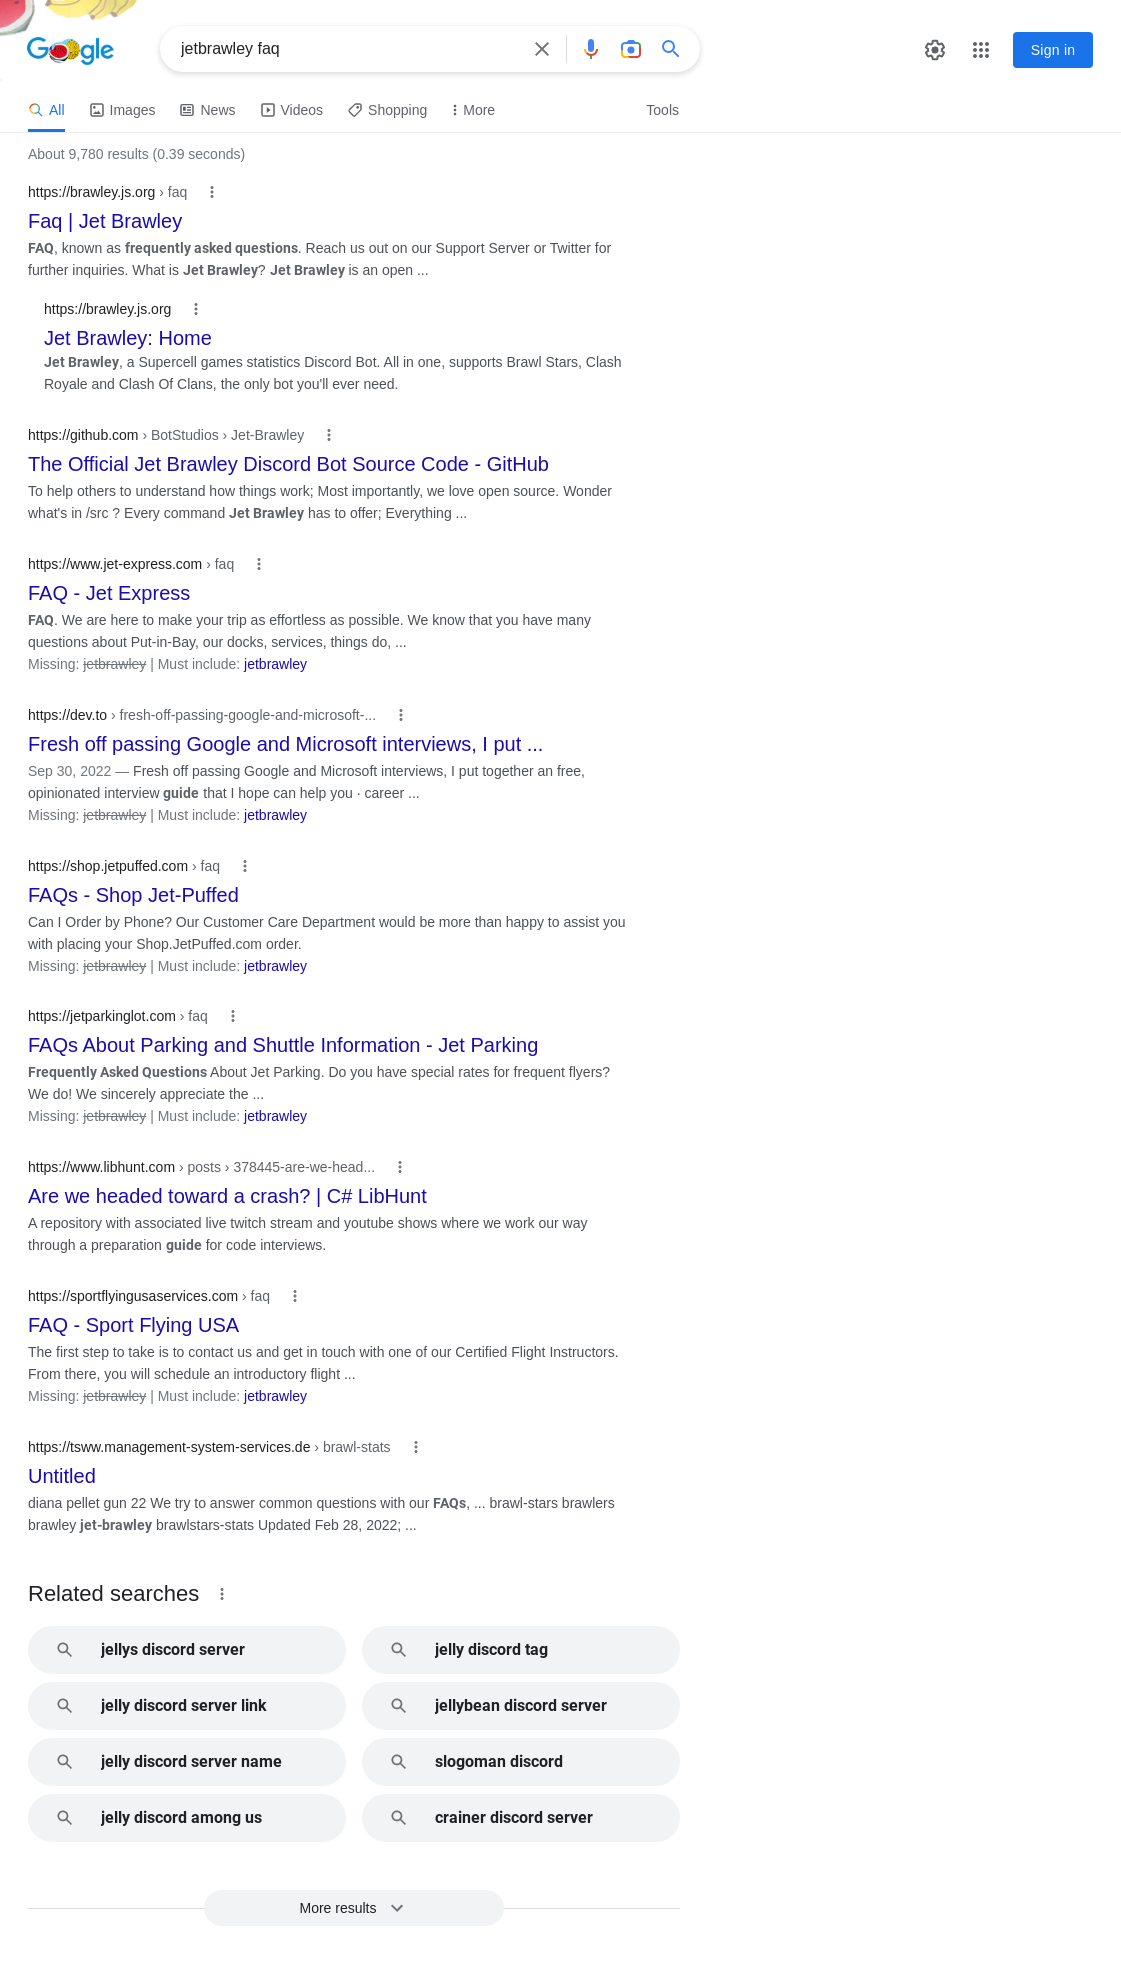 Google
jetbrawley faq
Sign in
All
Images
News
Videos
Shopping
More
Tools
About 9,780 results (0.39 seconds)
https://brawley.js.org › faq
Faq | Jet Brawley
FAQ, known as frequently asked questions. Reach us out on our Support Server or Twitter for
further inquiries. What is Jet Brawley? Jet Brawley is an open ...
https://brawley.js.org
Jet Brawley: Home
Jet Brawley, a Supercell games statistics Discord Bot. All in one, supports Brawl Stars, Clash
Royale and Clash Of Clans, the only bot you'll ever need.
https://github.com › BotStudios › Jet-Brawley
The Official Jet Brawley Discord Bot Source Code - GitHub
To help others to understand how things work; Most importantly, we love open source. Wonder
what's in /src ? Every command Jet Brawley has to offer; Everything ...
https://www.jet-express.com › faq
FAQ - Jet Express
FAQ. We are here to make your trip as effortless as possible. We know that you have many
questions about Put-in-Bay, our docks, services, things do, ...
Missing: jetbrawley | Must include: jetbrawley
https://dev.to › fresh-off-passing-google-and-microsoft-...
Fresh off passing Google and Microsoft interviews, I put ...
Sep 30, 2022 — Fresh off passing Google and Microsoft interviews, I put together an free,
opinionated interview guide that I hope can help you · career ...
Missing: jetbrawley | Must include: jetbrawley
https://shop.jetpuffed.com › faq
FAQs - Shop Jet-Puffed
Can I Order by Phone? Our Customer Care Department would be more than happy to assist you
with placing your Shop.JetPuffed.com order.
Missing: jetbrawley | Must include: jetbrawley
https://jetparkinglot.com › faq
FAQs About Parking and Shuttle Information - Jet Parking
Frequently Asked Questions About Jet Parking. Do you have special rates for frequent flyers?
We do! We sincerely appreciate the ...
Missing: jetbrawley | Must include: jetbrawley
https://www.libhunt.com › posts › 378445-are-we-head...
Are we headed toward a crash? | C# LibHunt
A repository with associated live twitch stream and youtube shows where we work our way
through a preparation guide for code interviews.
https://sportflyingusaservices.com › faq
FAQ - Sport Flying USA
The first step to take is to contact us and get in touch with one of our Certified Flight Instructors.
From there, you will schedule an introductory flight ...
Missing: jetbrawley | Must include: jetbrawley
https://tsww.management-system-services.de › brawl-stats
Untitled
diana pellet gun 22 We try to answer common questions with our FAQs, ... brawl-stars brawlers
brawley jet-brawley brawlstars-stats Updated Feb 28, 2022; ...
Related searches
jellys discord server
jelly discord tag
jelly discord server link
jellybean discord server
jelly discord server name
slogoman discord
jelly discord among us
crainer discord server
More results